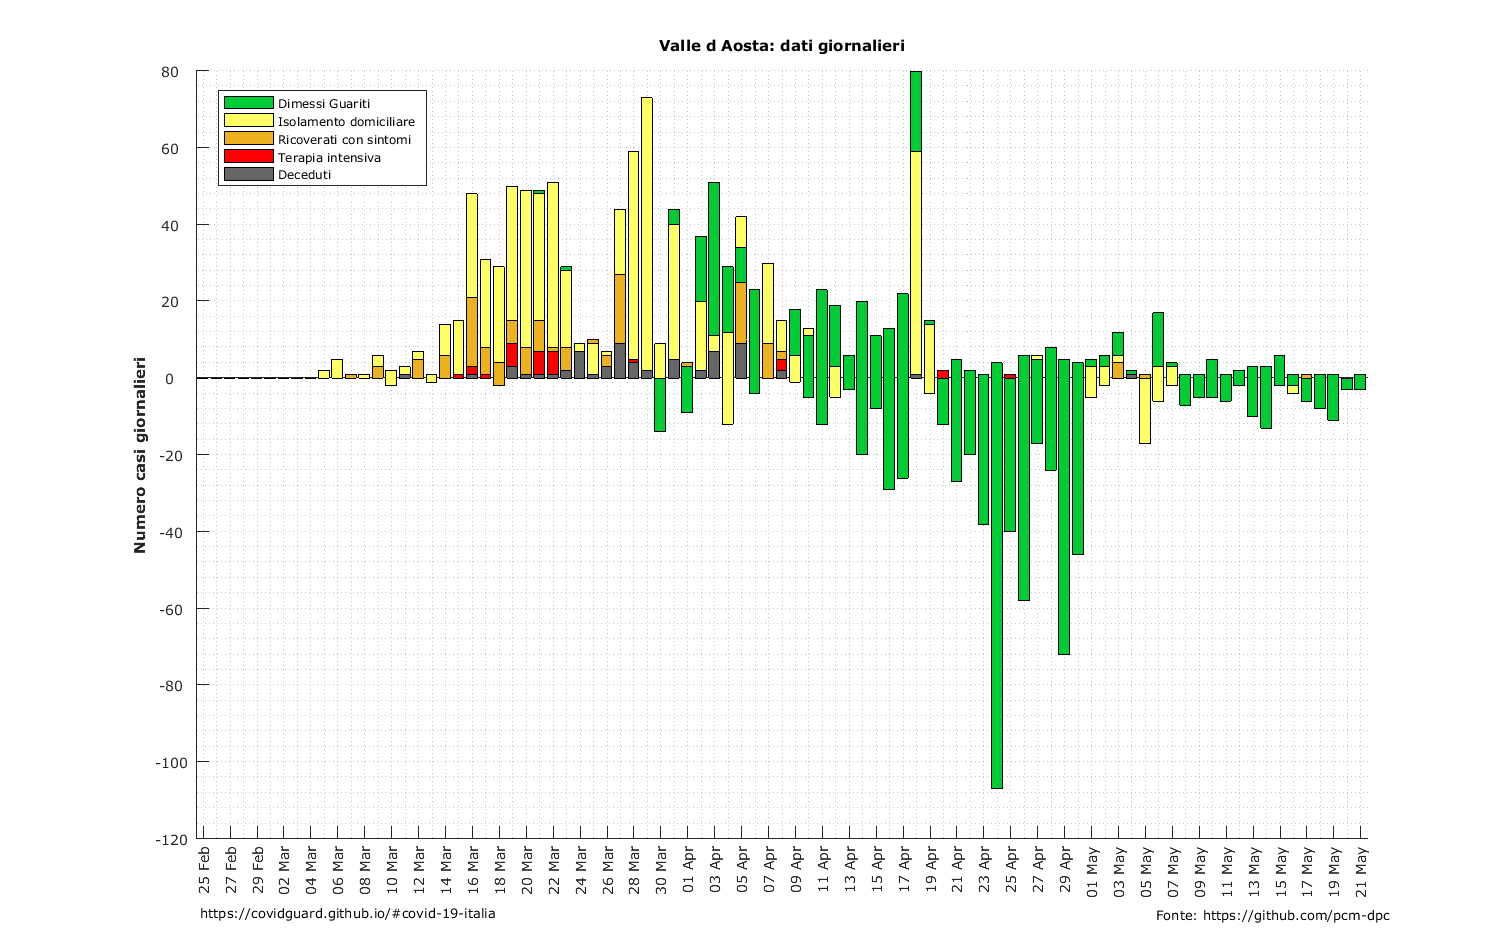 Valle d Aosta: dati giornalieri
80
60
40
20
0
-20
-40
-60
-80
-100
-120
Numero casi giornalieri
Dimessi Guariti
Isolamento domiciliare
Ricoverati con sintomi
Terapia intensiva
Deceduti
25 Feb
27 Feb
29 Feb
02 Mar
04 Mar
06 Mar
08 Mar
10 Mar
12 Mar
14 Mar
16 Mar
18 Mar
20 Mar
22 Mar
24 Mar
26 Mar
28 Mar
30 Mar
01 Apr
03 Apr
05 Apr
07 Apr
09 Apr
11 Apr
13 Apr
15 Apr
17 Apr
19 Apr
21 Apr
23 Apr
25 Apr
27 Apr
29 Apr
01 May
03 May
05 May
07 May
09 May
11 May
13 May
15 May
17 May
19 May
21 May
https://covidguard.github.io/#covid-19-italia
Fonte: https://github.com/pcm-dpc